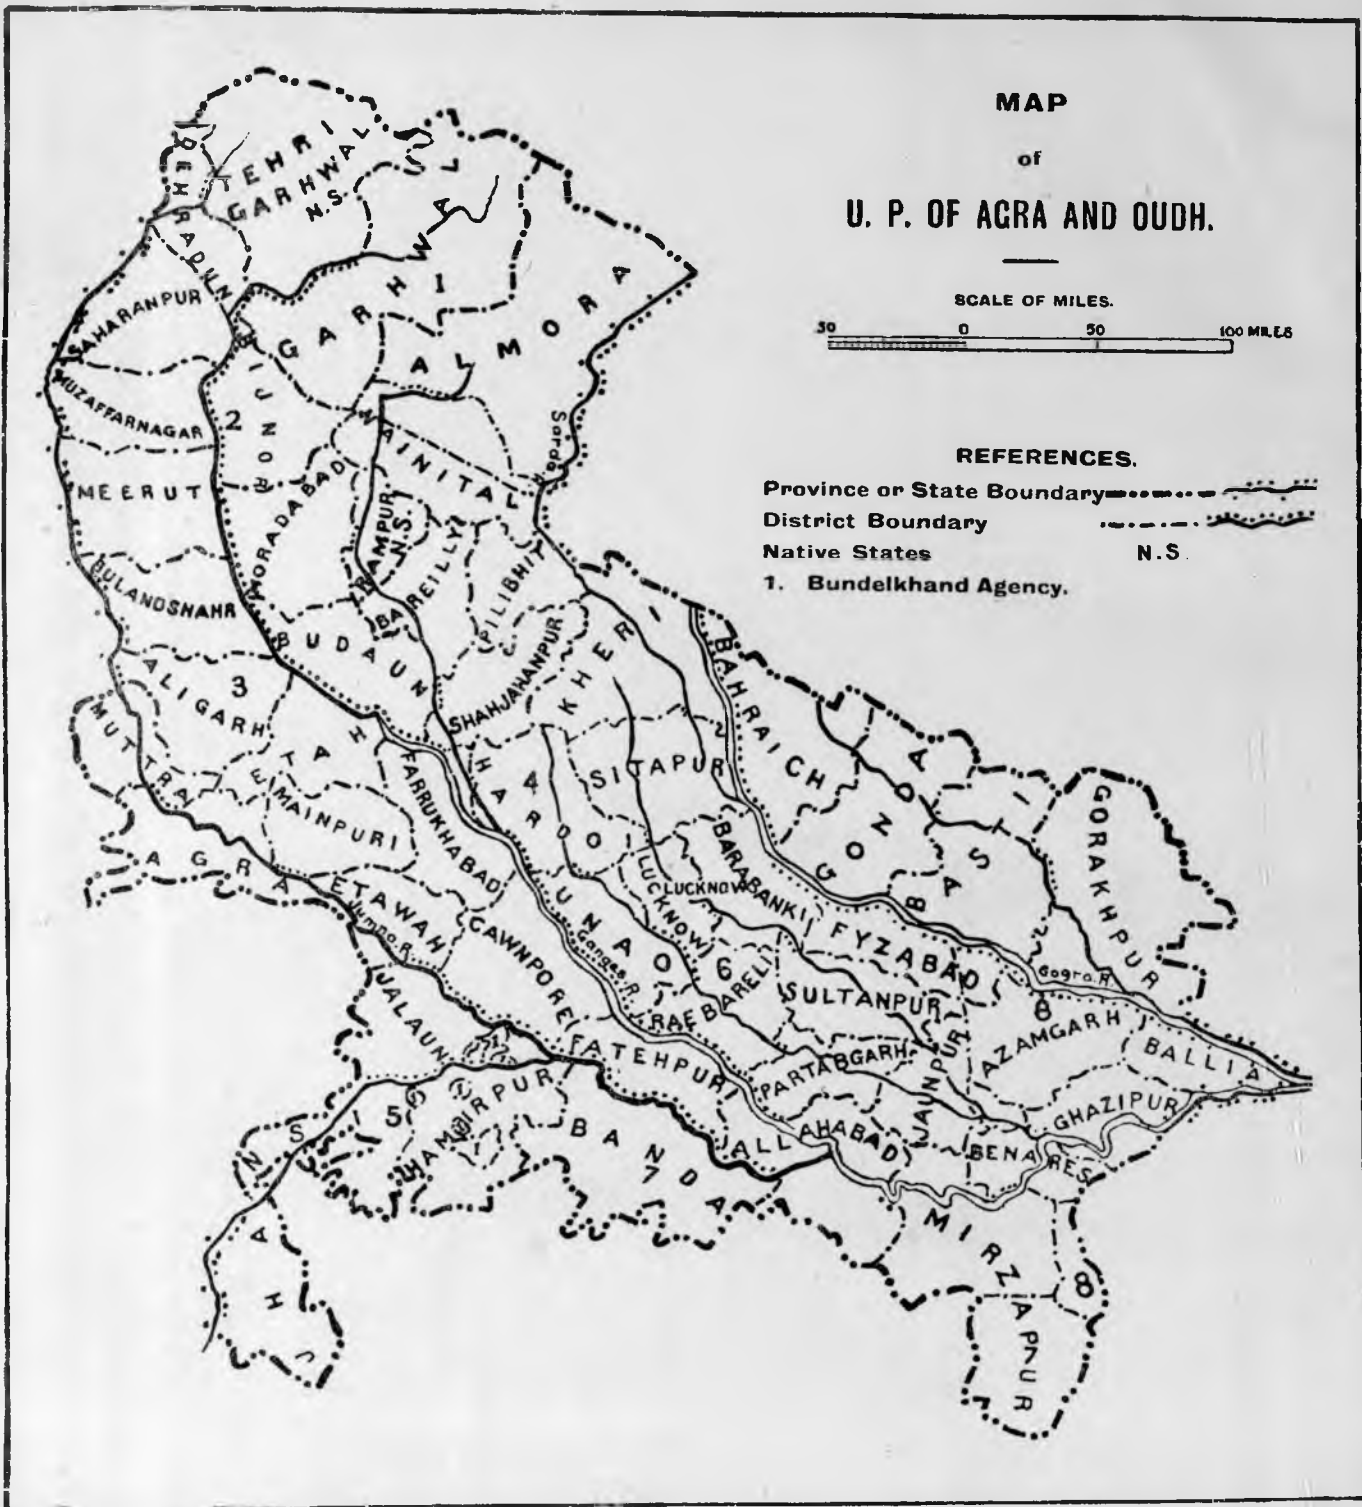 MAP
of
U. P. OF AGRA AND OUDH.
SCALE OF MILES.
50 0 50 100 MILES
REFERENCES.
Province or State Boundary
District Boundary
Native States N.S.
1. Bundelkhand Agency.
TEHRI
GARHWAL
N.S.
DEHRADUN
SAHARANPUR
MUZAFFARNAGAR
MEERUT
BULANDSHAHR
GARHWAL
1
ALMORA
BIJNOR
2
NAINITAL
Sarda R.
MORADABAD
RAMPUR
N.S.
BAREILLY
PILIBHIT
BUDAUN
SHAHJAHANPUR
KHERI
BAHRAICH
ALIGARH
3
MUTTRA
ETAH
MAINPURI
FARRUKHABAD
HARDOI
4
SITAPUR
GONDA
BASTI
GORAKHPUR
AGRA
ETAWAH
Jumna R.
CAWNPORE
UNAO
Ganges R.
LUCKNOW
LUCKNOW
BARABANKI
6
FYZABAD
RAE BARELI
SULTANPUR
Gogra R.
8
AZAMGARH
BALLIA
JALAUN
FATEHPUR
PARTABGARH
JAUNPUR
GHAZIPUR
5
HAMIRPUR
BANDA
7
ALLAHABAD
BENARES
MIRZAPUR
8
JHANSI